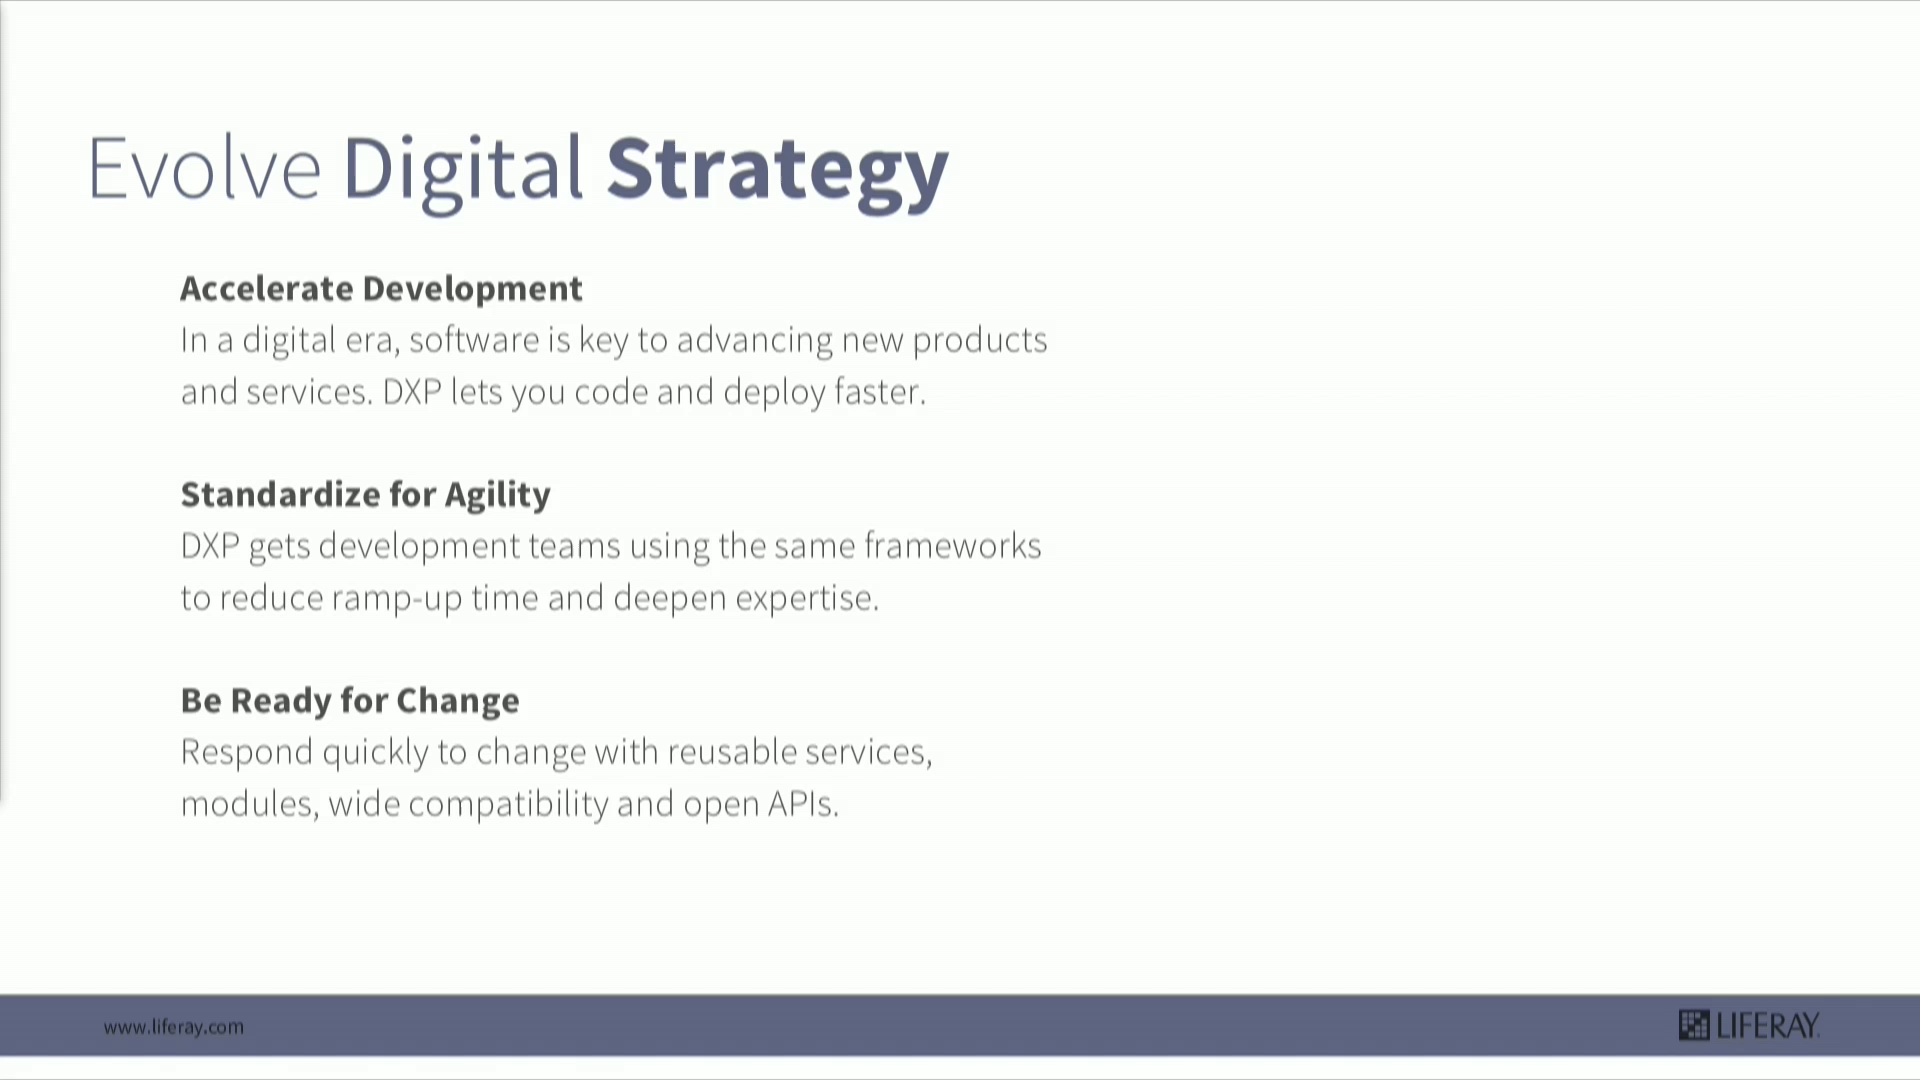 Evolve Digital Strategy
Accelerate Development
In a digital era, software is key to advancing new products
and services. DXP lets you code and deploy faster.
Standardize for Agility
DXP gets development teams using the same frameworks
to reduce ramp-up time and deepen expertise.
Be Ready for Change
Respond quickly to change with reusable services,
modules, wide compatibility and open APIs.
www.liferay.com
LIFERAY.